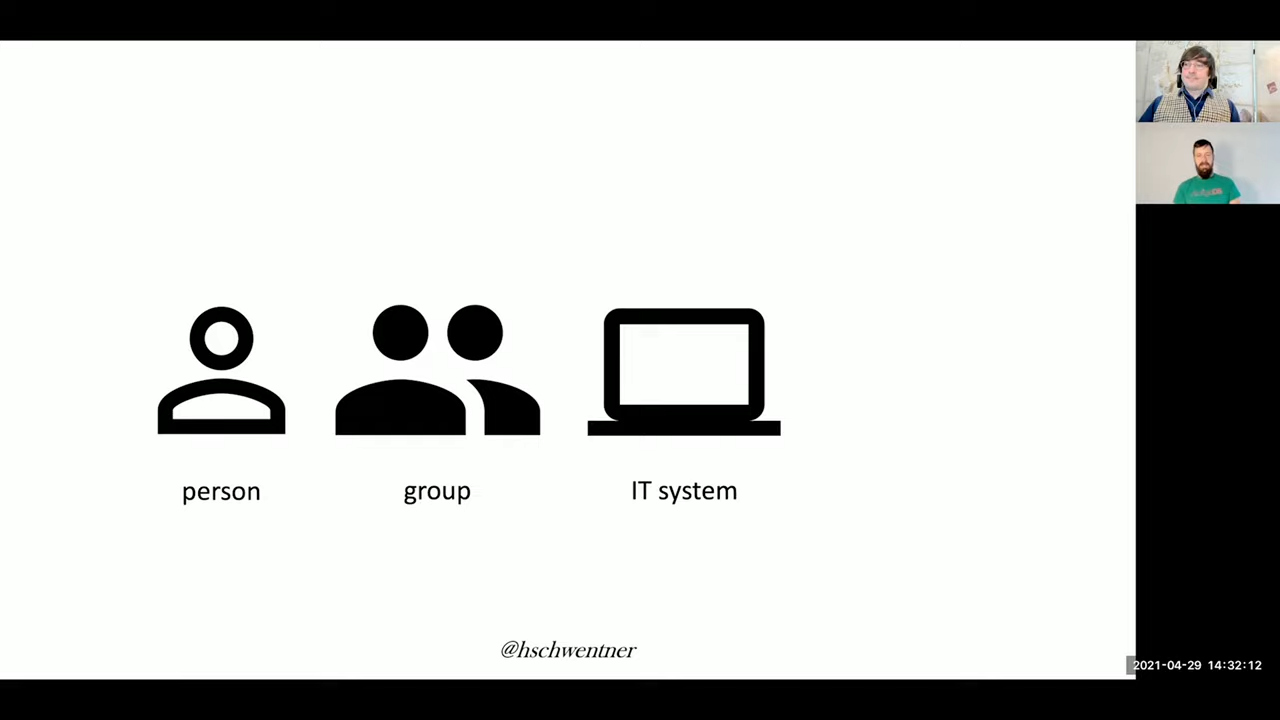 person
group
IT system
@hschwentner
2021-04-29 14:32:12